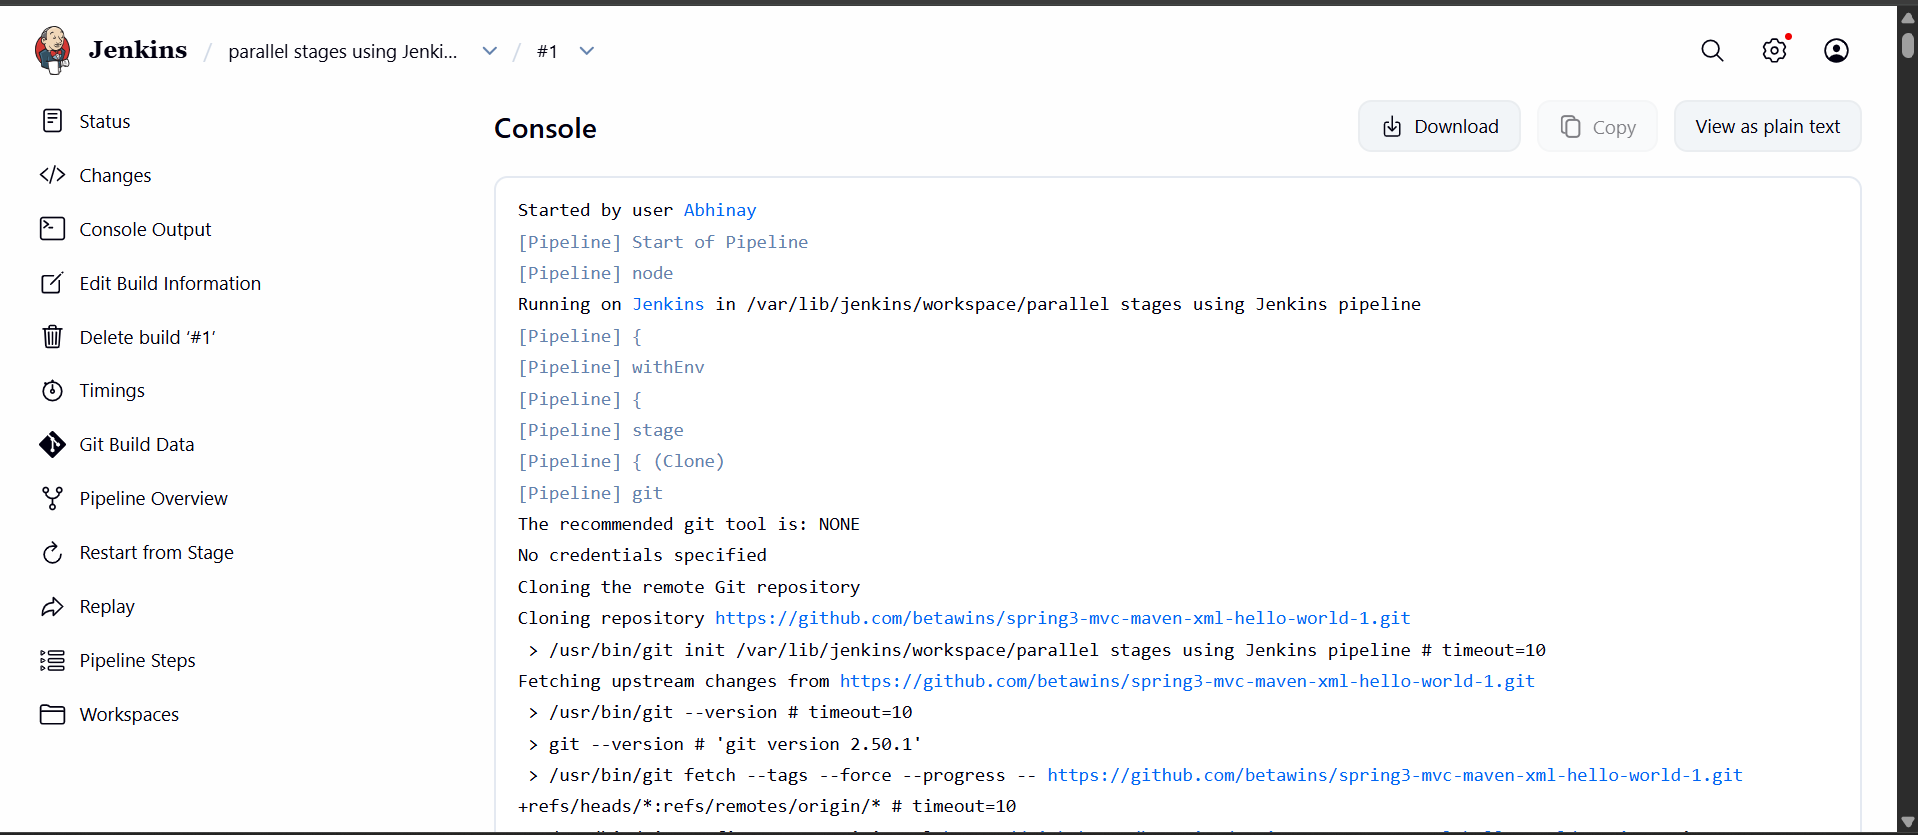 Jenkins / parallel stages using Jenki... / #1
Status
Changes
Console Output
Edit Build Information
Delete build ‘#1’
Timings
Git Build Data
Pipeline Overview
Restart from Stage
Replay
Pipeline Steps
Workspaces
Console
Download
Copy
View as plain text
Started by user Abhinay
[Pipeline] Start of Pipeline
[Pipeline] node
Running on Jenkins in /var/lib/jenkins/workspace/parallel stages using Jenkins pipeline
[Pipeline] {
[Pipeline] withEnv
[Pipeline] {
[Pipeline] stage
[Pipeline] { (Clone)
[Pipeline] git
The recommended git tool is: NONE
No credentials specified
Cloning the remote Git repository
Cloning repository https://github.com/betawins/spring3-mvc-maven-xml-hello-world-1.git
> /usr/bin/git init /var/lib/jenkins/workspace/parallel stages using Jenkins pipeline # timeout=10
Fetching upstream changes from https://github.com/betawins/spring3-mvc-maven-xml-hello-world-1.git
> /usr/bin/git --version # timeout=10
> git --version # 'git version 2.50.1'
> /usr/bin/git fetch --tags --force --progress -- https://github.com/betawins/spring3-mvc-maven-xml-hello-world-1.git
+refs/heads/*:refs/remotes/origin/* # timeout=10